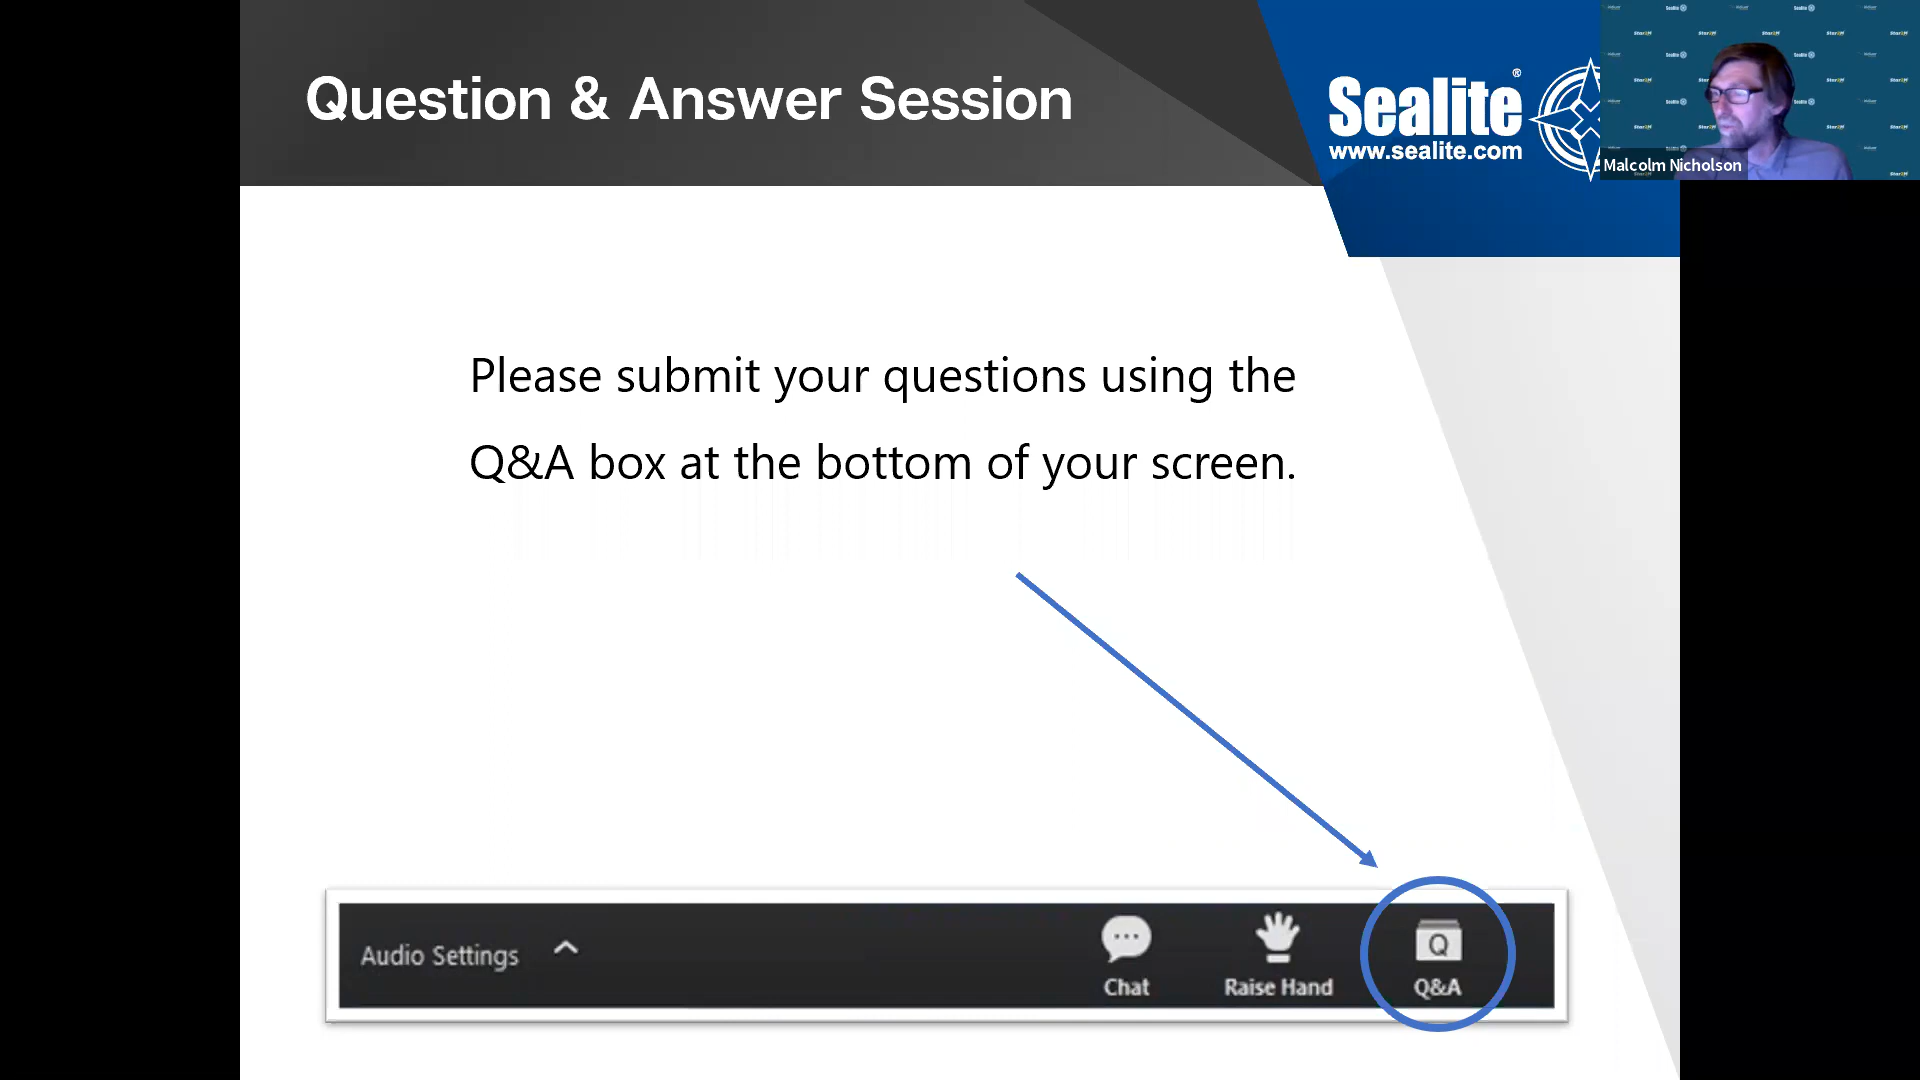 Question & Answer Session
Sealite®
www.sealite.com
Malcolm Nicholson
Please submit your questions using the
Q&A box at the bottom of your screen.
Audio Settings
Chat
Raise Hand
Q
Q&A